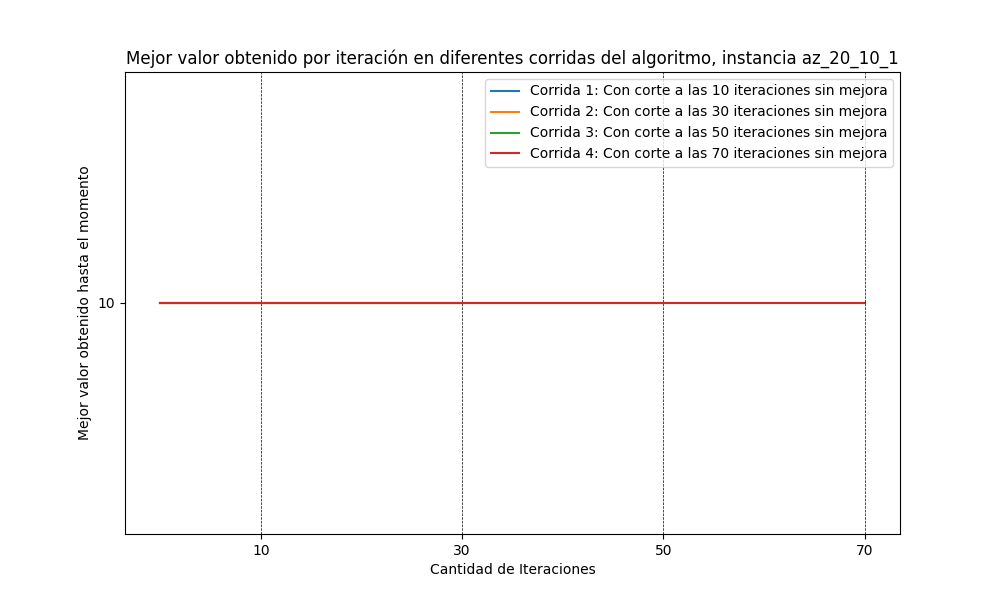 Mejor valor obtenido por iteración en diferentes corridas del algoritmo, instancia az_20_10_1
Corrida 1: Con corte a las 10 iteraciones sin mejora
Corrida 2: Con corte a las 30 iteraciones sin mejora
Corrida 3: Con corte a las 50 iteraciones sin mejora
Corrida 4: Con corte a las 70 iteraciones sin mejora
Mejor valor obtenido hasta el momento
10
10 30 50 70
Cantidad de Iteraciones